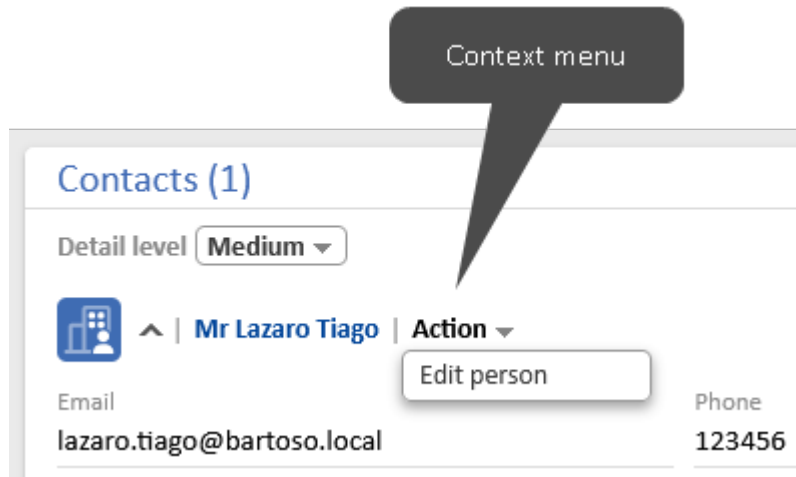 Context menu
Contacts (1)
Detail level Medium
| Mr Lazaro Tiago | Action
Edit person
Email Phone
lazaro.tiago@bartoso.local 123456